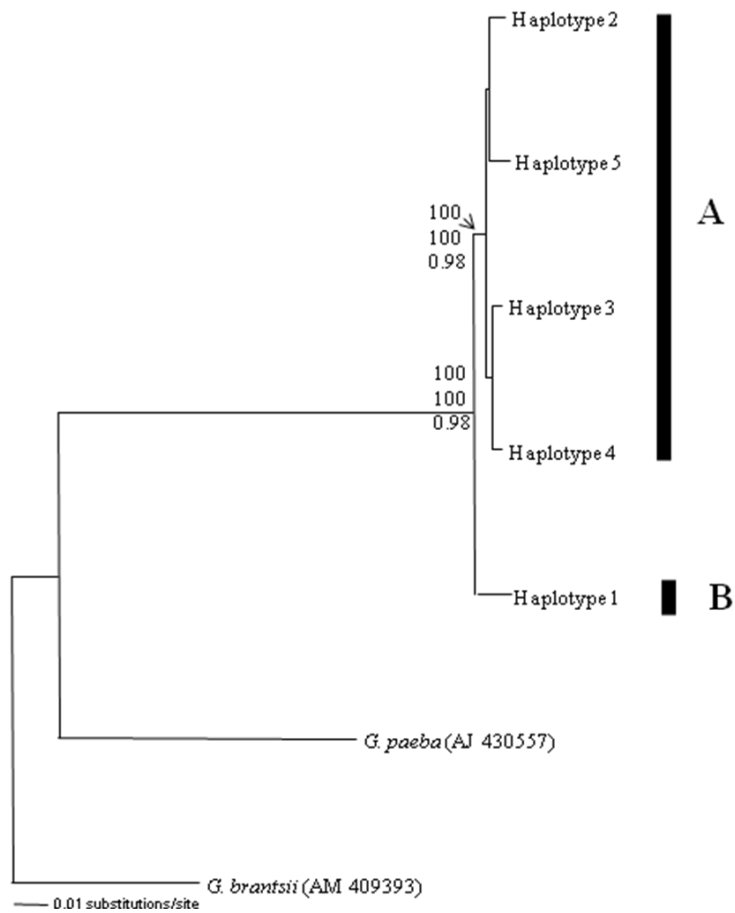 Haplotype 2
Haplotype 5
A
100
100
0.98
Haplotype 3
100
100
0.98
Haplotype 4
Haplotype 1
B
G. paeba (AJ 430557)
G. brantsii (AM 409393)
0.01 substitutions/site